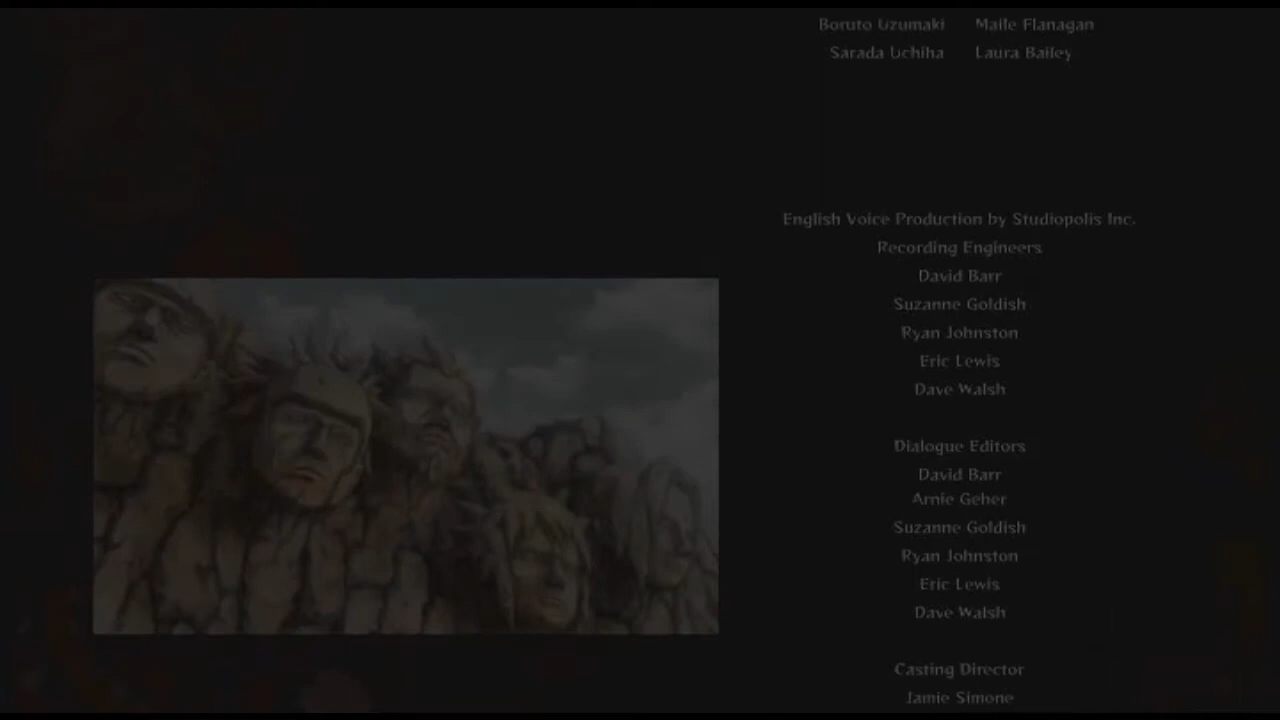 Boruto Uzumaki Maile Flanagan
Sarada Uchiha Laura Bailey
English Voice Production by Studiopolis Inc.
Recording Engineers
David Barr
Suzanne Goldish
Ryan Johnston
Eric Lewis
Dave Walsh
Dialogue Editors
David Barr
Arnie Geher
Suzanne Goldish
Ryan Johnston
Eric Lewis
Dave Walsh
Casting Director
Jamie Simone